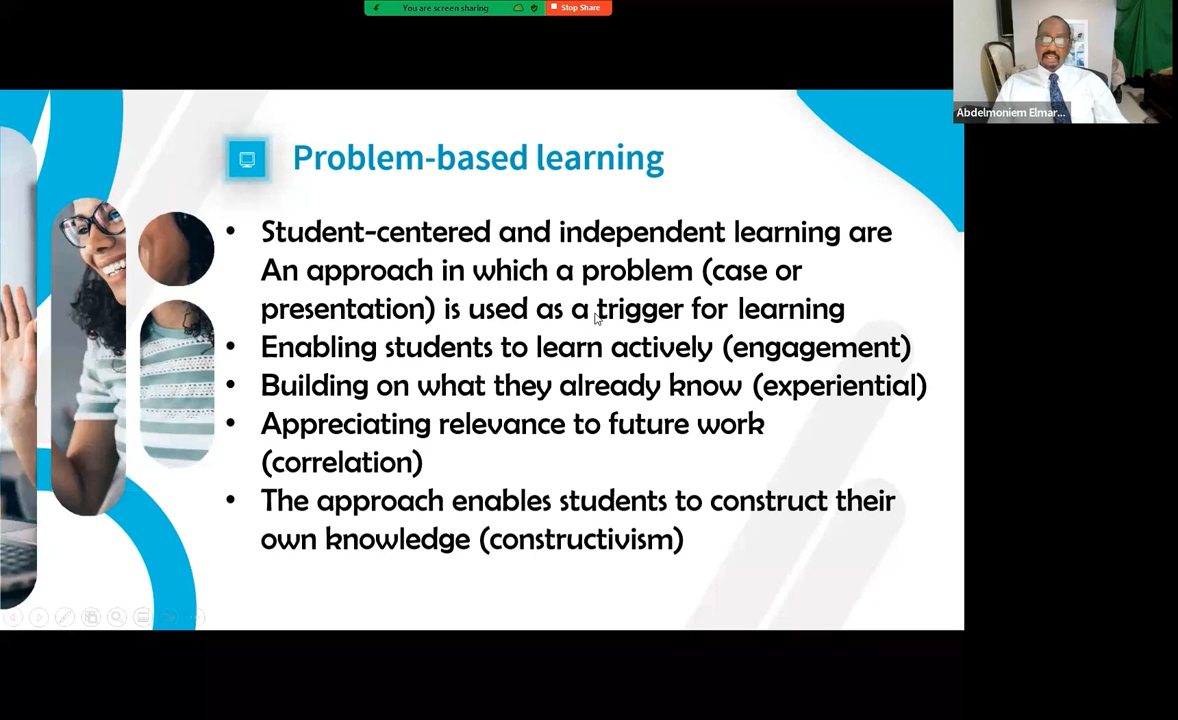 You are screen sharing
Stop Share
Abdelmoniem Elmar...
Problem-based learning
• Student-centered and independent learning are
An approach in which a problem (case or
presentation) is used as a trigger for learning
• Enabling students to learn actively (engagement)
• Building on what they already know (experiential)
• Appreciating relevance to future work
(correlation)
• The approach enables students to construct their
own knowledge (constructivism)